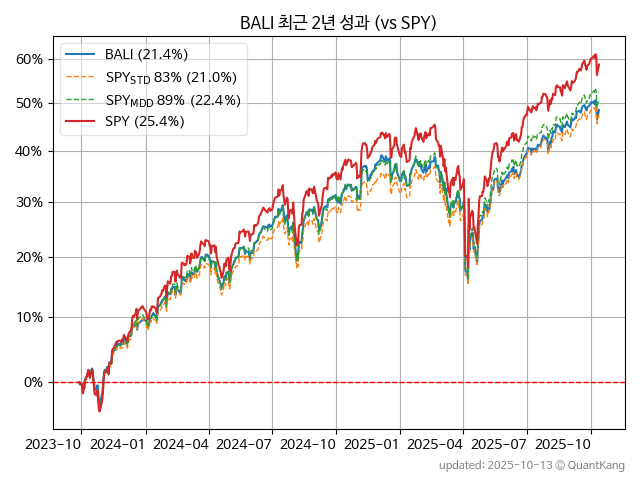 BALI 최근 2년 성과 (vs SPY)
BALI (21.4%)
SPY_STD 83% (21.0%)
SPY_MDD 89% (22.4%)
SPY (25.4%)
60%
50%
40%
30%
20%
10%
0%
2023-10 2024-01 2024-04 2024-07 2024-10 2025-01 2025-04 2025-07 2025-10
updated: 2025-10-13 © QuantKang